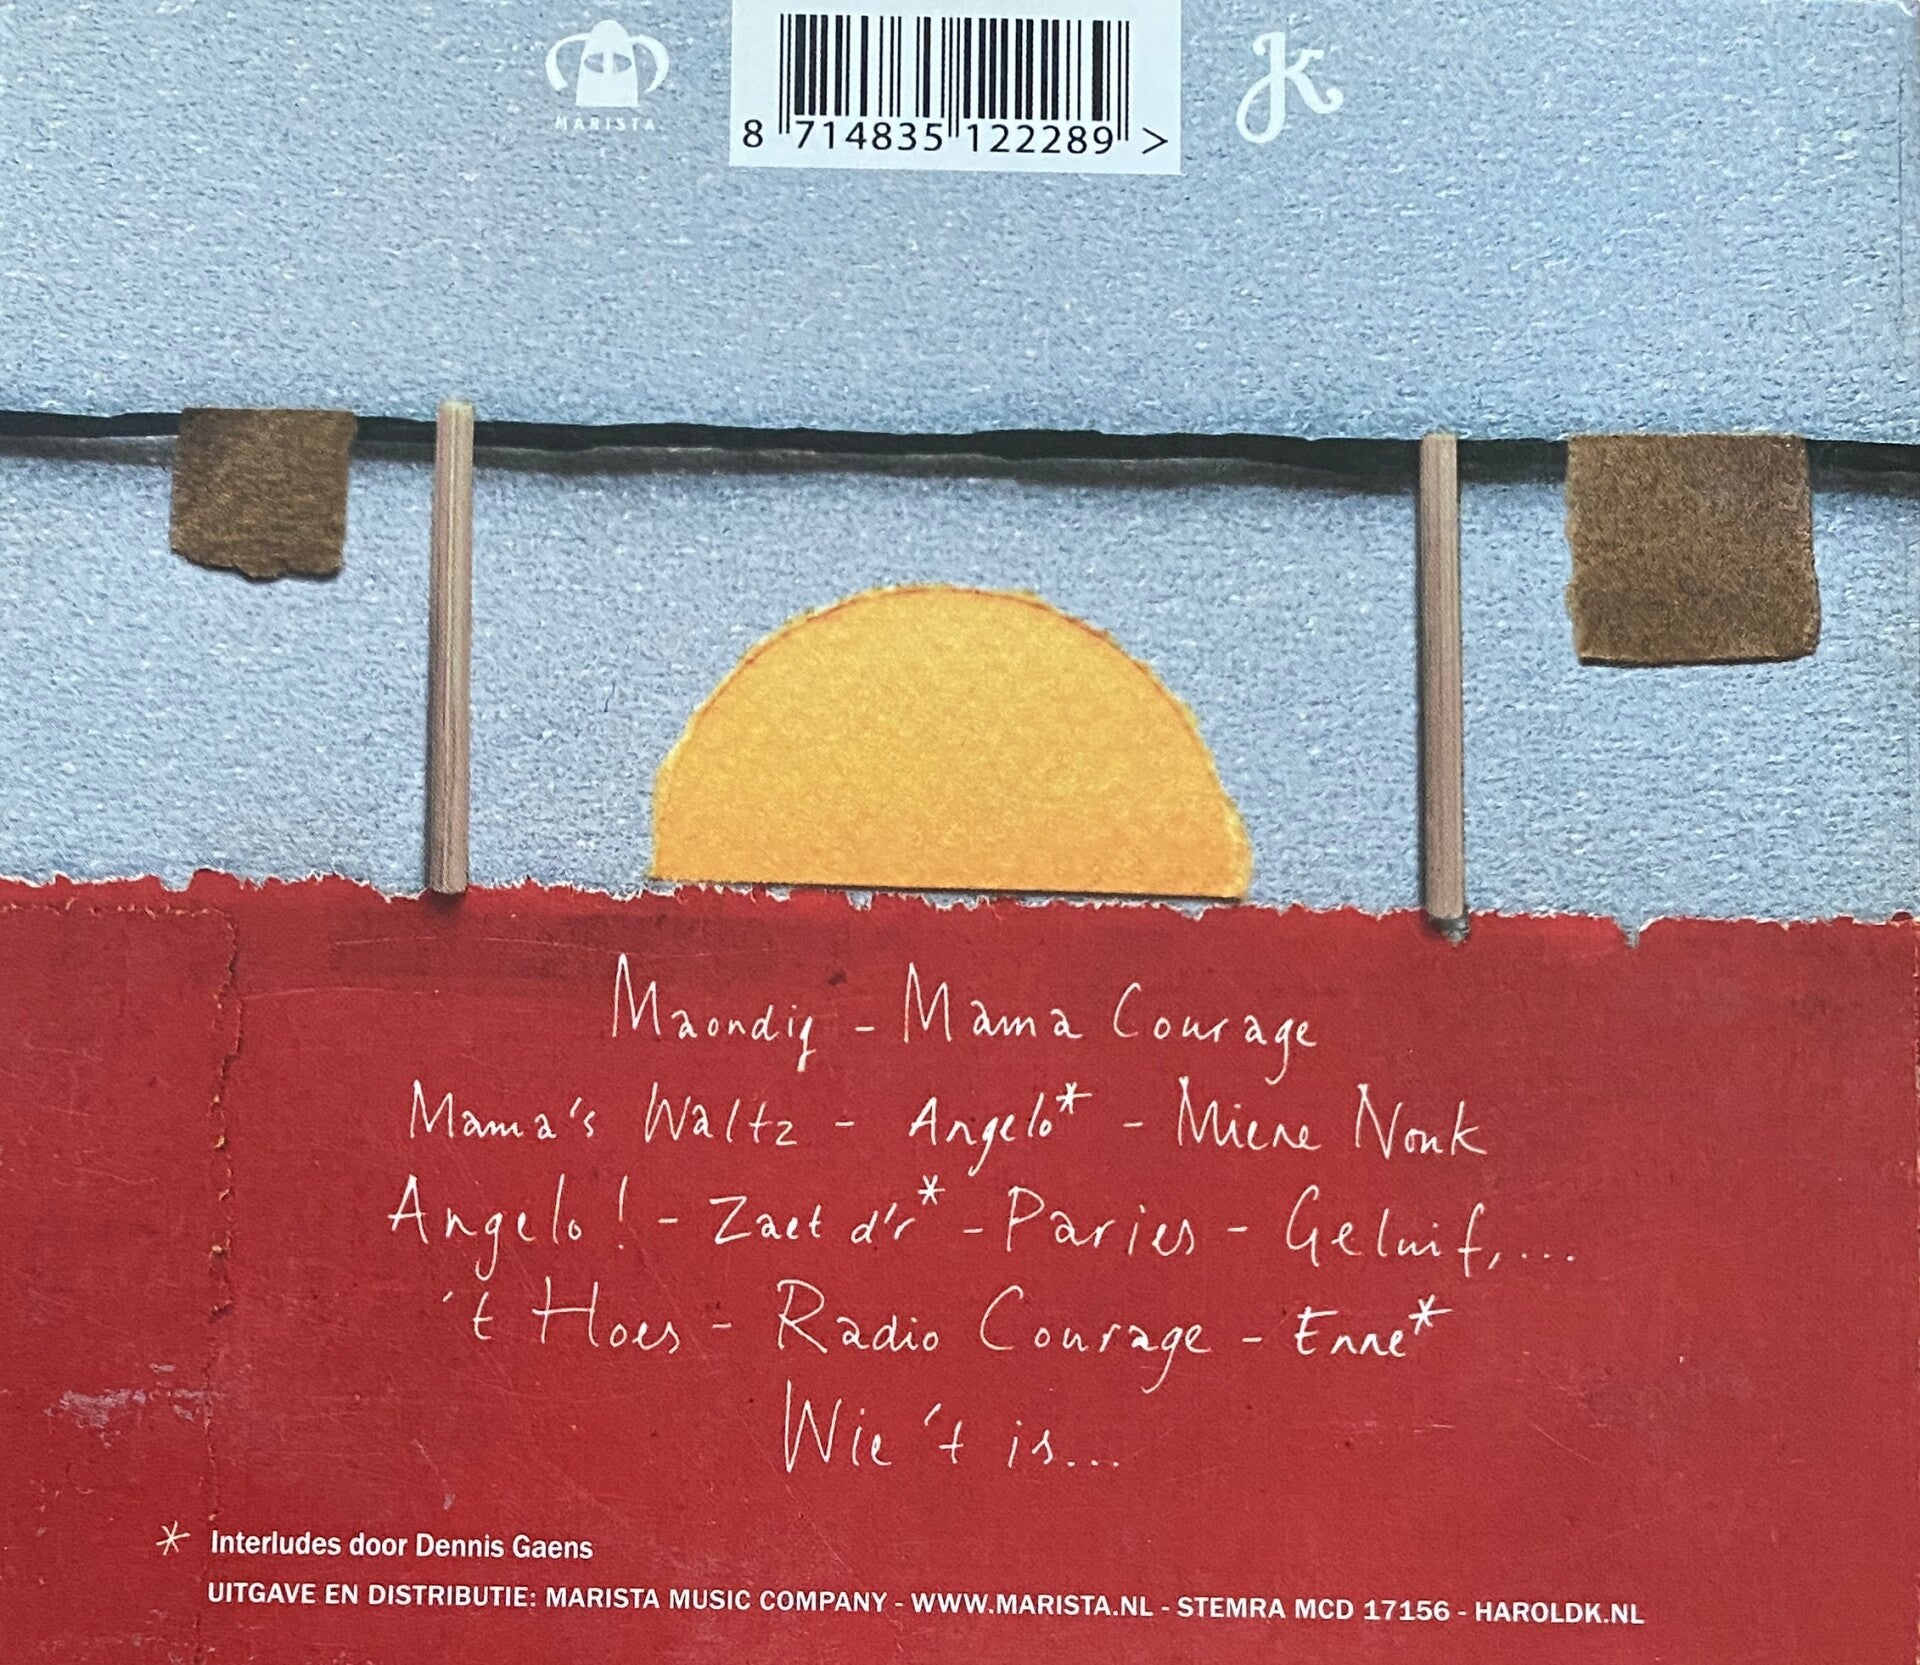 MARISTA
8 714835 122289 >
JK
Maondig - Mama Courage
Mama's Waltz - Angelo* - Miene Nonk
Angelo! - Zaet d'r* - Paries - Geluif,...
't Hoes - Radio Courage - Enne*
Wie 't is...
* Interludes door Dennis Gaens
UITGAVE EN DISTRIBUTIE: MARISTA MUSIC COMPANY - WWW.MARISTA.NL - STEMRA MCD 17156 - HAROLDK.NL